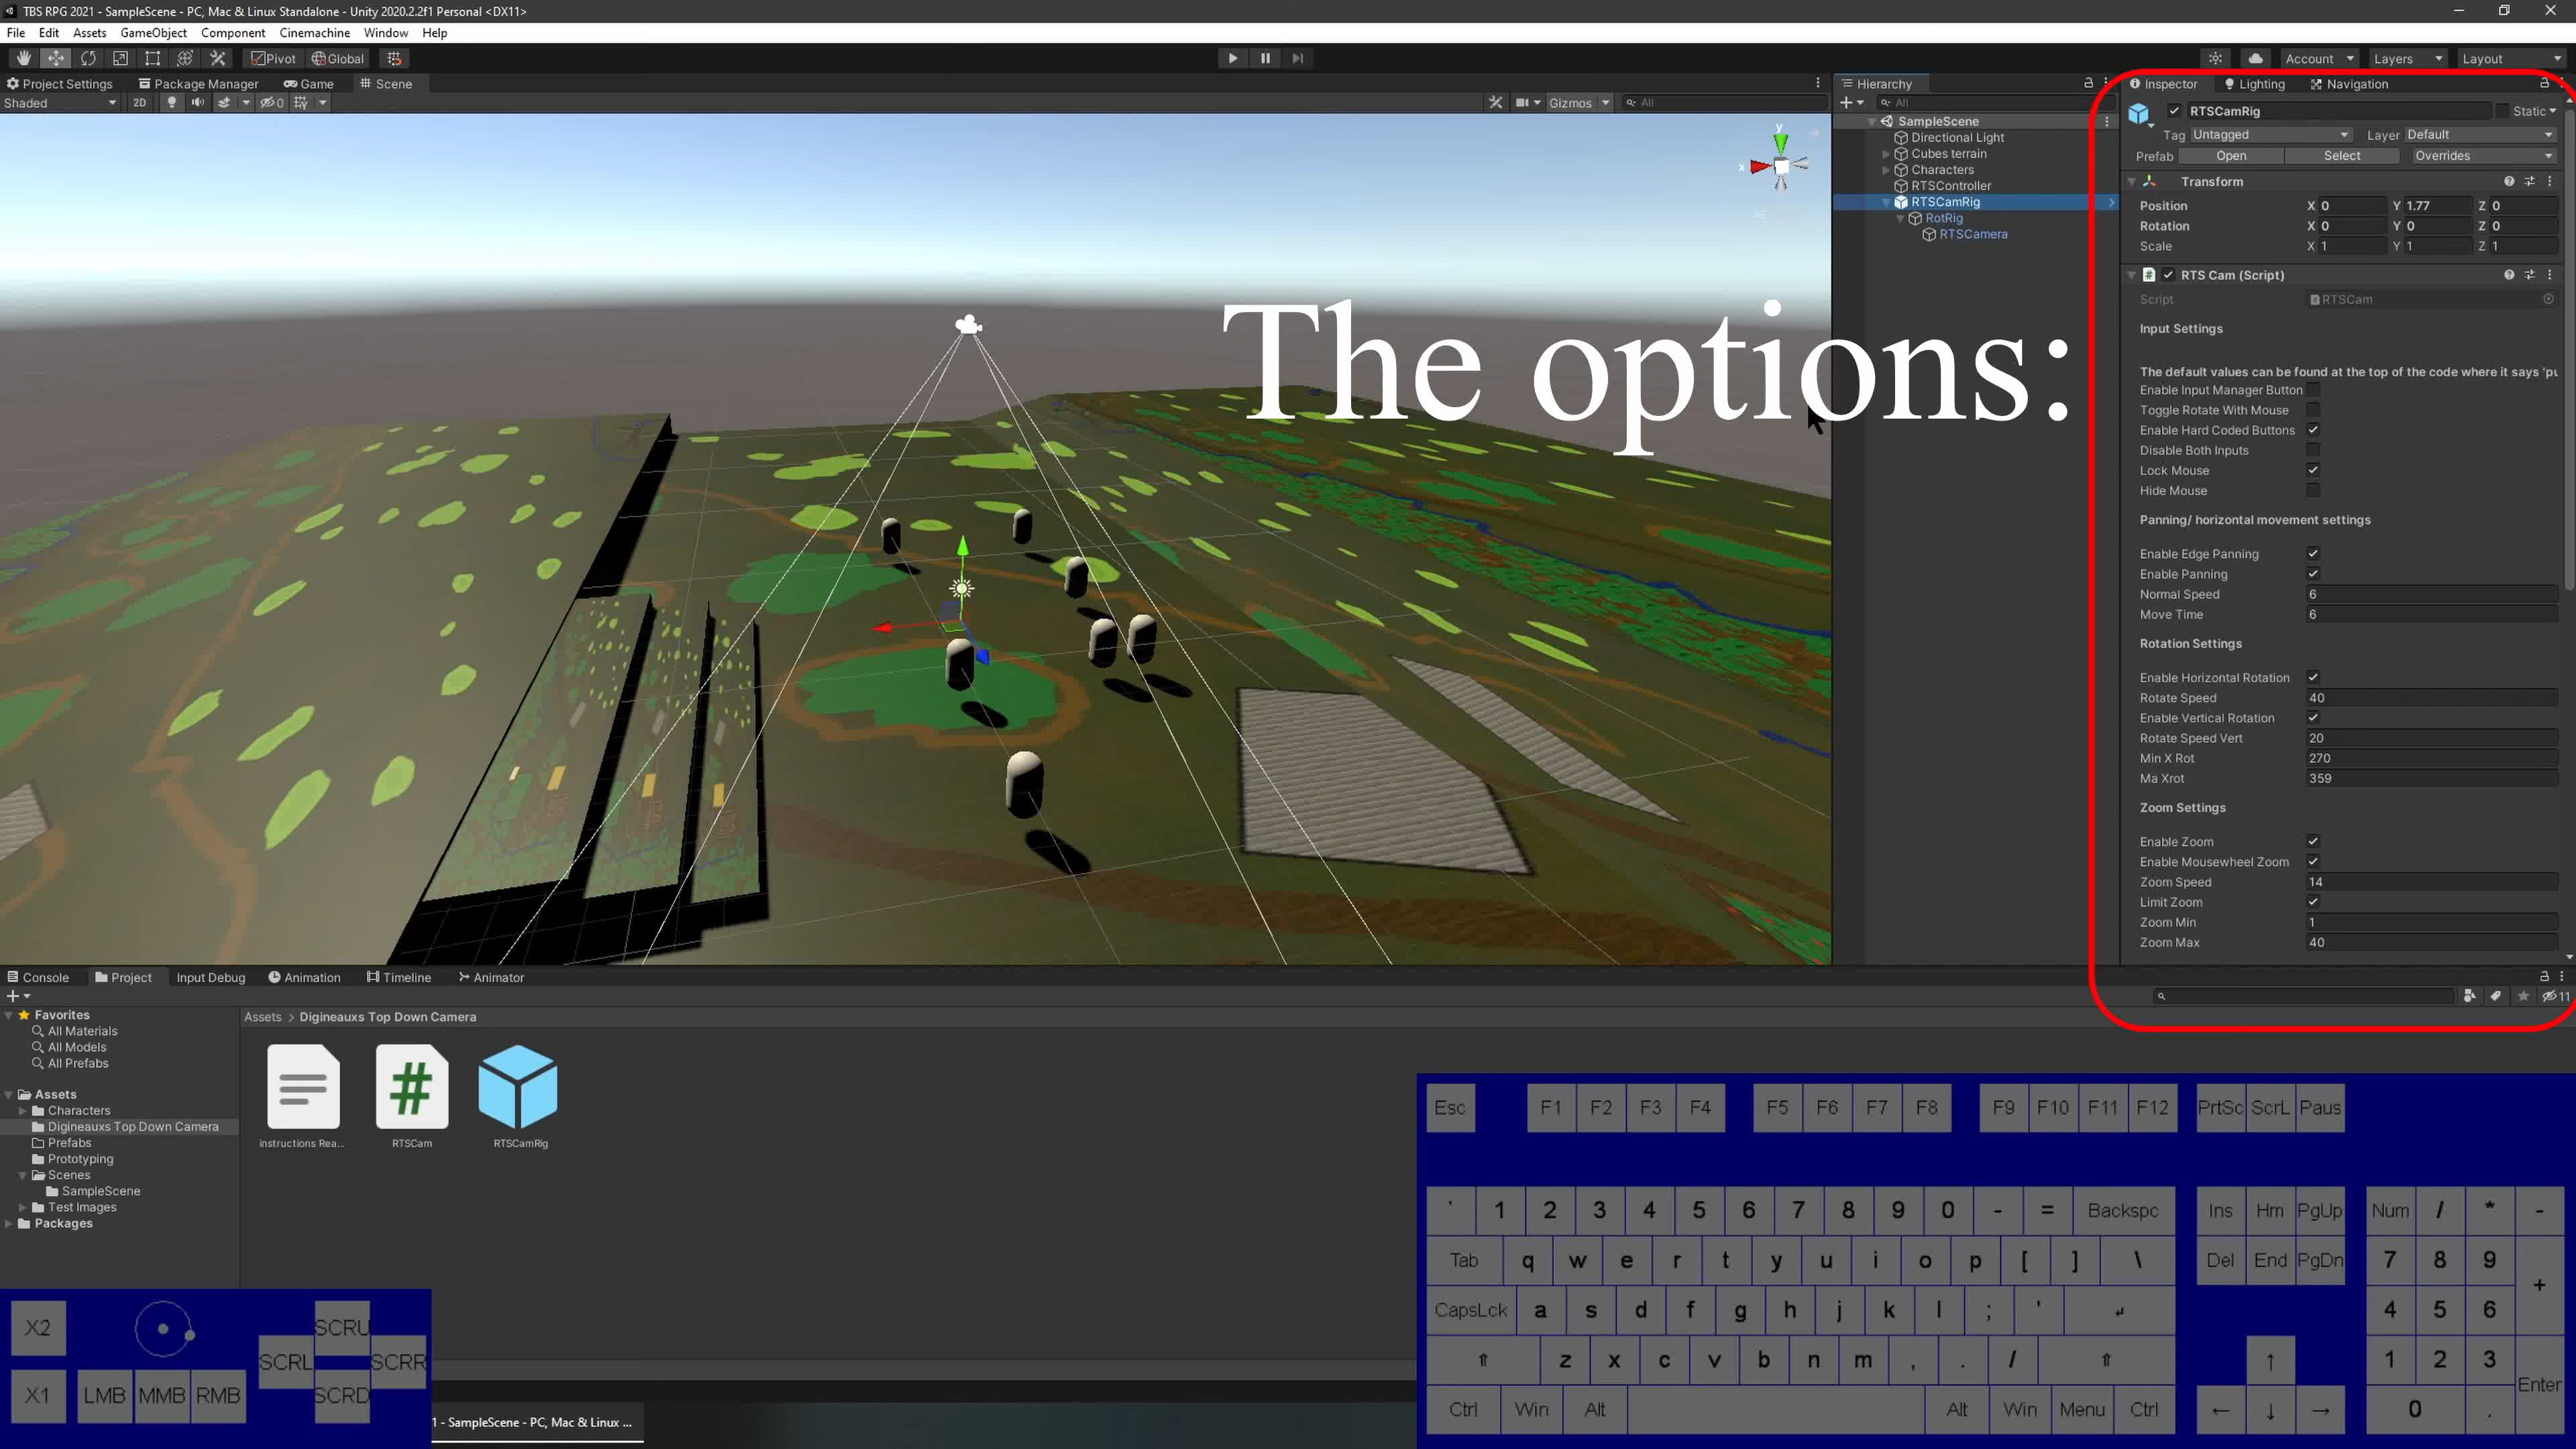 TBS RPG 2021 - SampleScene - PC, Mac & Linux Standalone - Unity 2020.2.2f1 Personal <DX11>
File Edit Assets GameObject Component Cinemachine Window Help
Pivot Global
Account Layers Layout
Project Settings Package Manager Game Scene
Shaded 2D 0 Gizmos All
y
x
The options:
Hierarchy
All
SampleScene
Directional Light
Cubes terrain
Characters
RTSController
RTSCamRig
RotRig
RTSCamera
Inspector Lighting Navigation
RTSCamRig Static
Tag Untagged Layer Default
Prefab Open Select Overrides
Transform
Position X 0 Y 1.77 Z 0
Rotation X 0 Y 0 Z 0
Scale X 1 Y 1 Z 1
# RTS Cam (Script)
Script RTSCam
Input Settings
The default values can be found at the top of the code where it says 'pu
Enable Input Manager Button
Toggle Rotate With Mouse
Enable Hard Coded Buttons
Disable Both Inputs
Lock Mouse
Hide Mouse
Panning/ horizontal movement settings
Enable Edge Panning
Enable Panning
Normal Speed 6
Move Time 6
Rotation Settings
Enable Horizontal Rotation
Rotate Speed 40
Enable Vertical Rotation
Rotate Speed Vert 20
Min X Rot 270
Ma Xrot 359
Zoom Settings
Enable Zoom
Enable Mousewheel Zoom
Zoom Speed 14
Limit Zoom
Zoom Min 1
Zoom Max 40
Console Project Input Debug Animation Timeline Animator
11
Favorites
All Materials
All Models
All Prefabs
Assets
Characters
Digineauxs Top Down Camera
Prefabs
Prototyping
Scenes
SampleScene
Test Images
Packages
Assets > Digineauxs Top Down Camera
#
instructions Rea... RTSCam RTSCamRig
X2 SCRU
SCRL SCRR
X1 LMB MMB RMB SCRD
1 - SampleScene - PC, Mac & Linux ...
Esc F1 F2 F3 F4 F5 F6 F7 F8 F9 F10 F11 F12 PrtSc ScrL Paus
` 1 2 3 4 5 6 7 8 9 0 - = Backspc Ins Hm PgUp Num / * -
Tab q w e r t y u i o p [ ] \ Del End PgDn 7 8 9 +
CapsLck a s d f g h j k l ; ' ↵ 4 5 6
⇧ z x c v b n m , . / ⇧ ↑ 1 2 3 Enter
Ctrl Win Alt Alt Win Menu Ctrl ← ↓ → 0 .